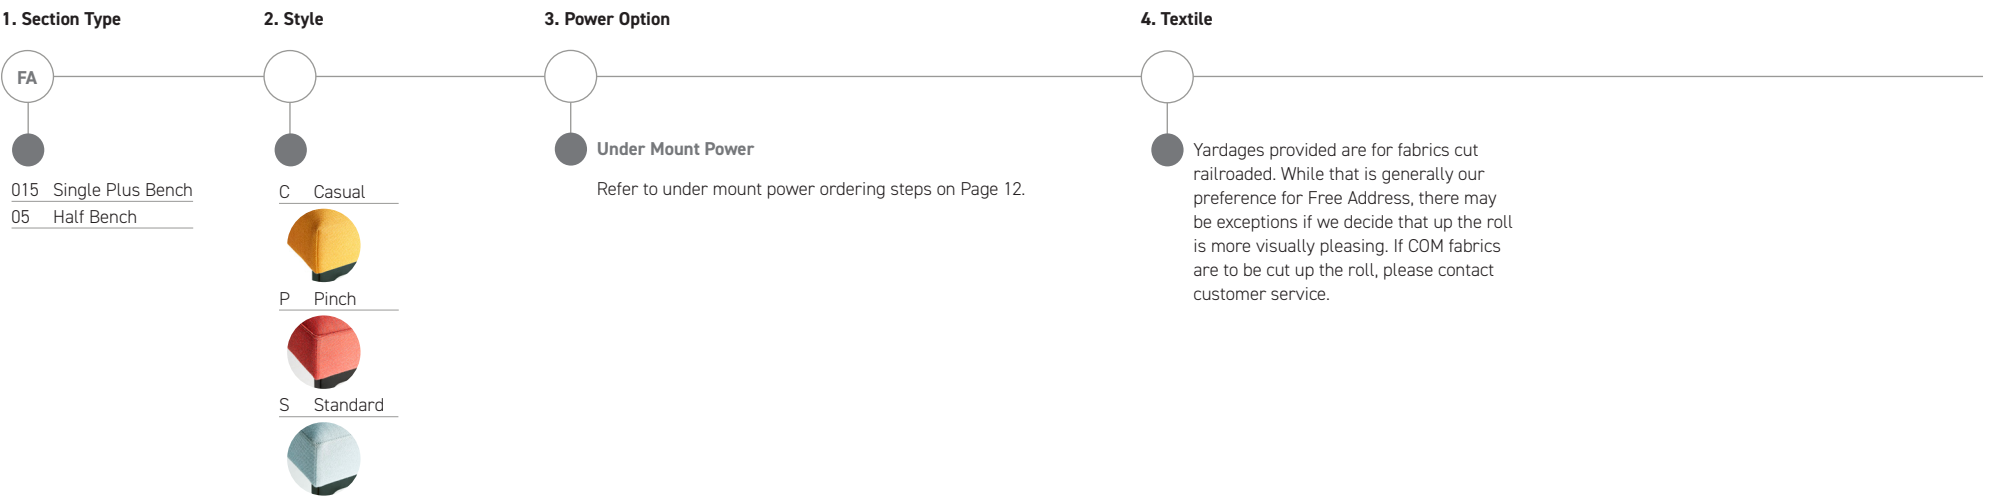 1. Section Type
2. Style
3. Power Option
4. Textile
FA
015 Single Plus Bench
05 Half Bench
C Casual
P Pinch
S Standard
Under Mount Power
Refer to under mount power ordering steps on Page 12.
Yardages provided are for fabrics cut
railroaded. While that is generally our
preference for Free Address, there may
be exceptions if we decide that up the roll
is more visually pleasing. If COM fabrics
are to be cut up the roll, please contact
customer service.